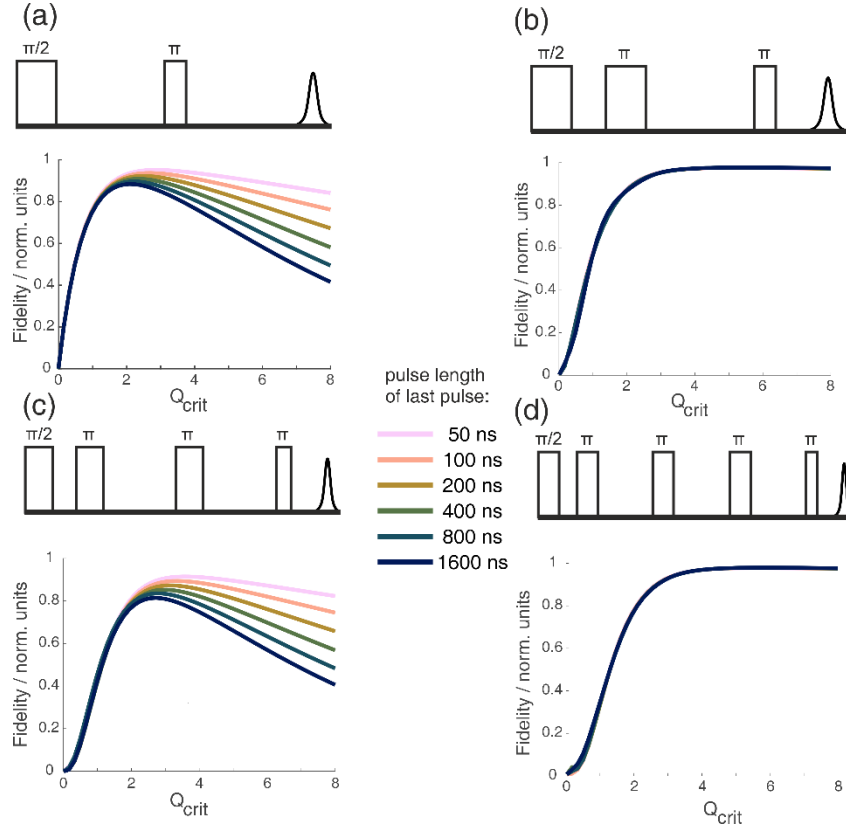 (a)
π/2
π
Fidelity / norm. units
1
0.8
0.6
0.4
0.2
0
0
2
4
6
8
Q_crit
(b)
π/2
π
π
Fidelity / norm. units
1
0.8
0.6
0.4
0.2
0
0
2
4
6
8
Q_crit
pulse length
of last pulse:
50 ns
100 ns
200 ns
400 ns
800 ns
1600 ns
(c)
π/2
π
π
π
Fidelity / norm. units
1
0.8
0.6
0.4
0.2
0
0
2
4
6
8
Q_crit
(d)
π/2
π
π
π
π
Fidelity / norm. units
1
0.8
0.6
0.4
0.2
0
0
2
4
6
8
Q_crit